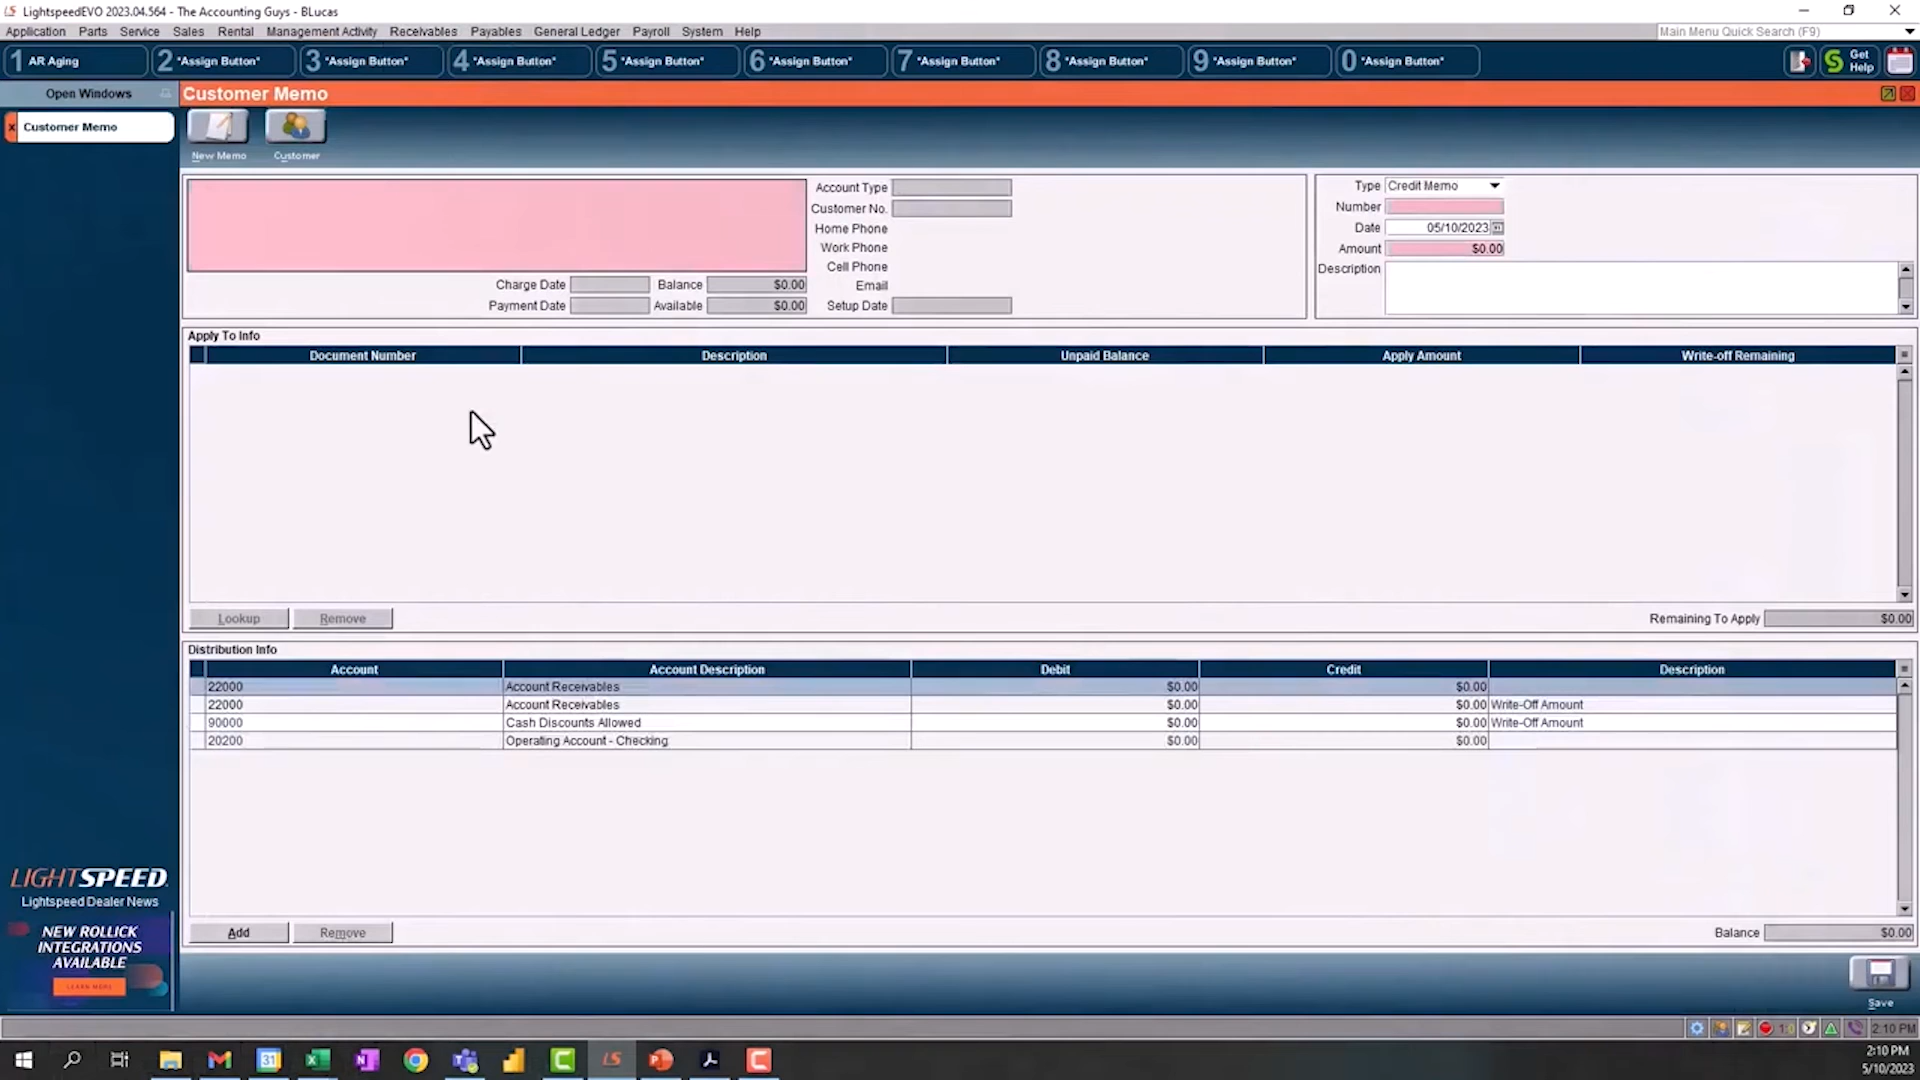 LS LightspeedEVO 2023.04.564 - The Accounting Guys - BLucas
Application Parts Service Sales Rental Management Activity Receivables Payables General Ledger Payroll System Help
Main Menu Quick Search (F9)
1 AR Aging 2 *Assign Button* 3 *Assign Button* 4 *Assign Button* 5 *Assign Button* 6 *Assign Button* 7 *Assign Button* 8 *Assign Button* 9 *Assign Button* 0 *Assign Button*
Get Help
Open Windows
Customer Memo
x Customer Memo
New Memo Customer
Account Type
Customer No.
Home Phone
Work Phone
Cell Phone
Email
Charge Date Balance $0.00
Payment Date Available $0.00 Setup Date
Type Credit Memo
Number
Date 05/10/2023
Amount $0.00
Description
Apply To Info
Document Number Description Unpaid Balance Apply Amount Write-off Remaining
Lookup Remove Remaining To Apply $0.00
Distribution Info
Account Account Description Debit Credit Description
22000 Account Receivables $0.00 $0.00
22000 Account Receivables $0.00 $0.00 Write-Off Amount
90000 Cash Discounts Allowed $0.00 $0.00 Write-Off Amount
20200 Operating Account - Checking $0.00 $0.00
Add Remove Balance $0.00
Save
LIGHTSPEED
Lightspeed Dealer News
NEW ROLLICK
INTEGRATIONS
AVAILABLE
LEARN MORE
2:10 PM
31
LS
2:10 PM
5/10/2023